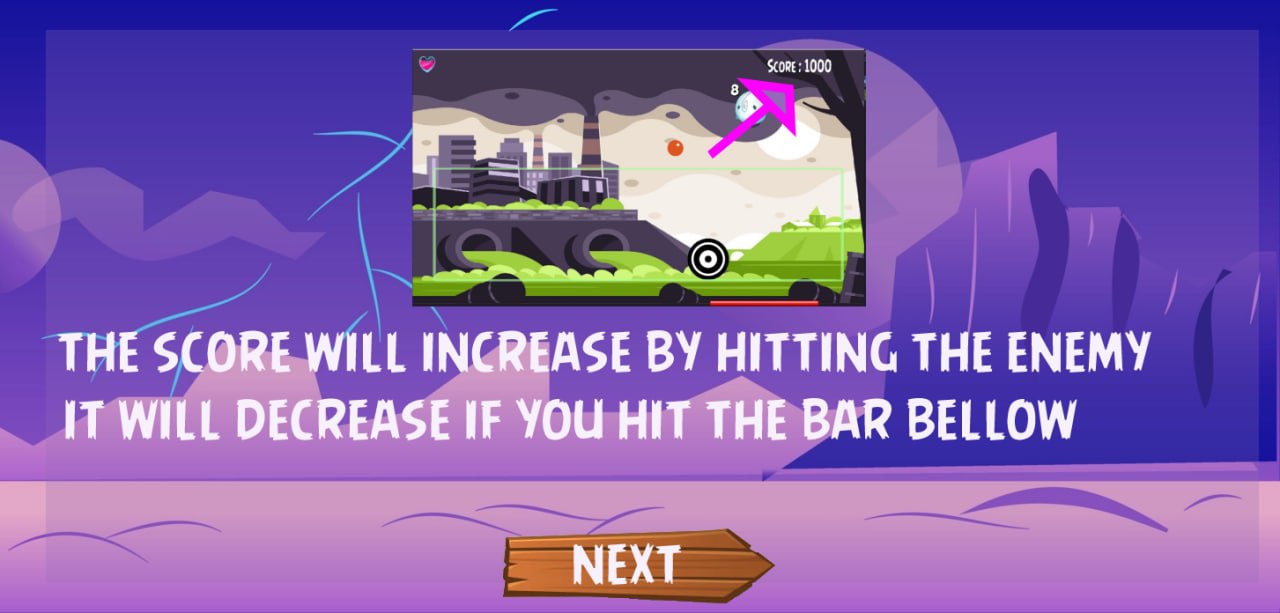 SCORE : 1000
8
THE SCORE WILL INCREASE BY HITTING THE ENEMY
IT WILL DECREASE IF YOU HIT THE BAR BELLOW
NEXT